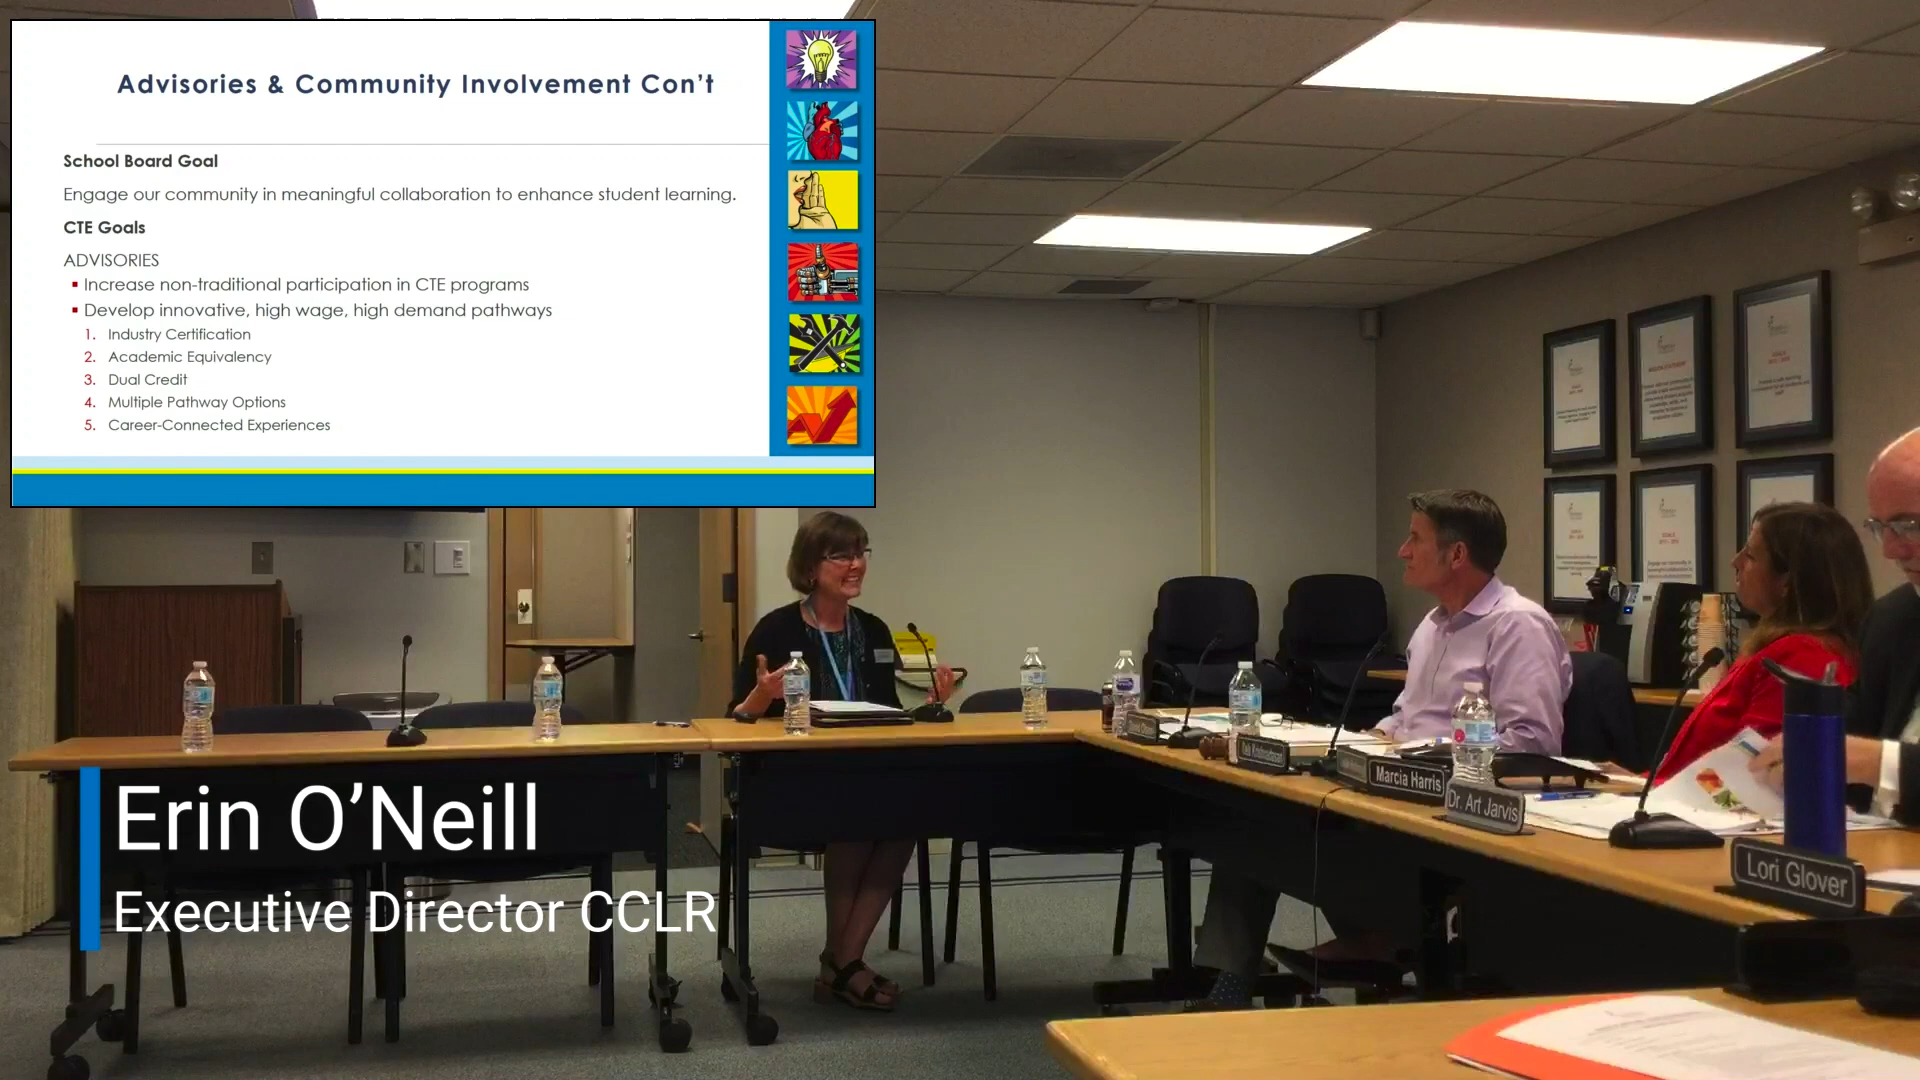 Advisories & Community Involvement Con’t
School Board Goal
Engage our community in meaningful collaboration to enhance student learning.
CTE Goals
ADVISORIES
▪ Increase non-traditional participation in CTE programs
▪ Develop innovative, high wage, high demand pathways
1. Industry Certification
2. Academic Equivalency
3. Dual Credit
4. Multiple Pathway Options
5. Career-Connected Experiences
Marcia Harris
Dr. Art Jarvis
Lori Glover
Erin O’Neill
Executive Director CCLR